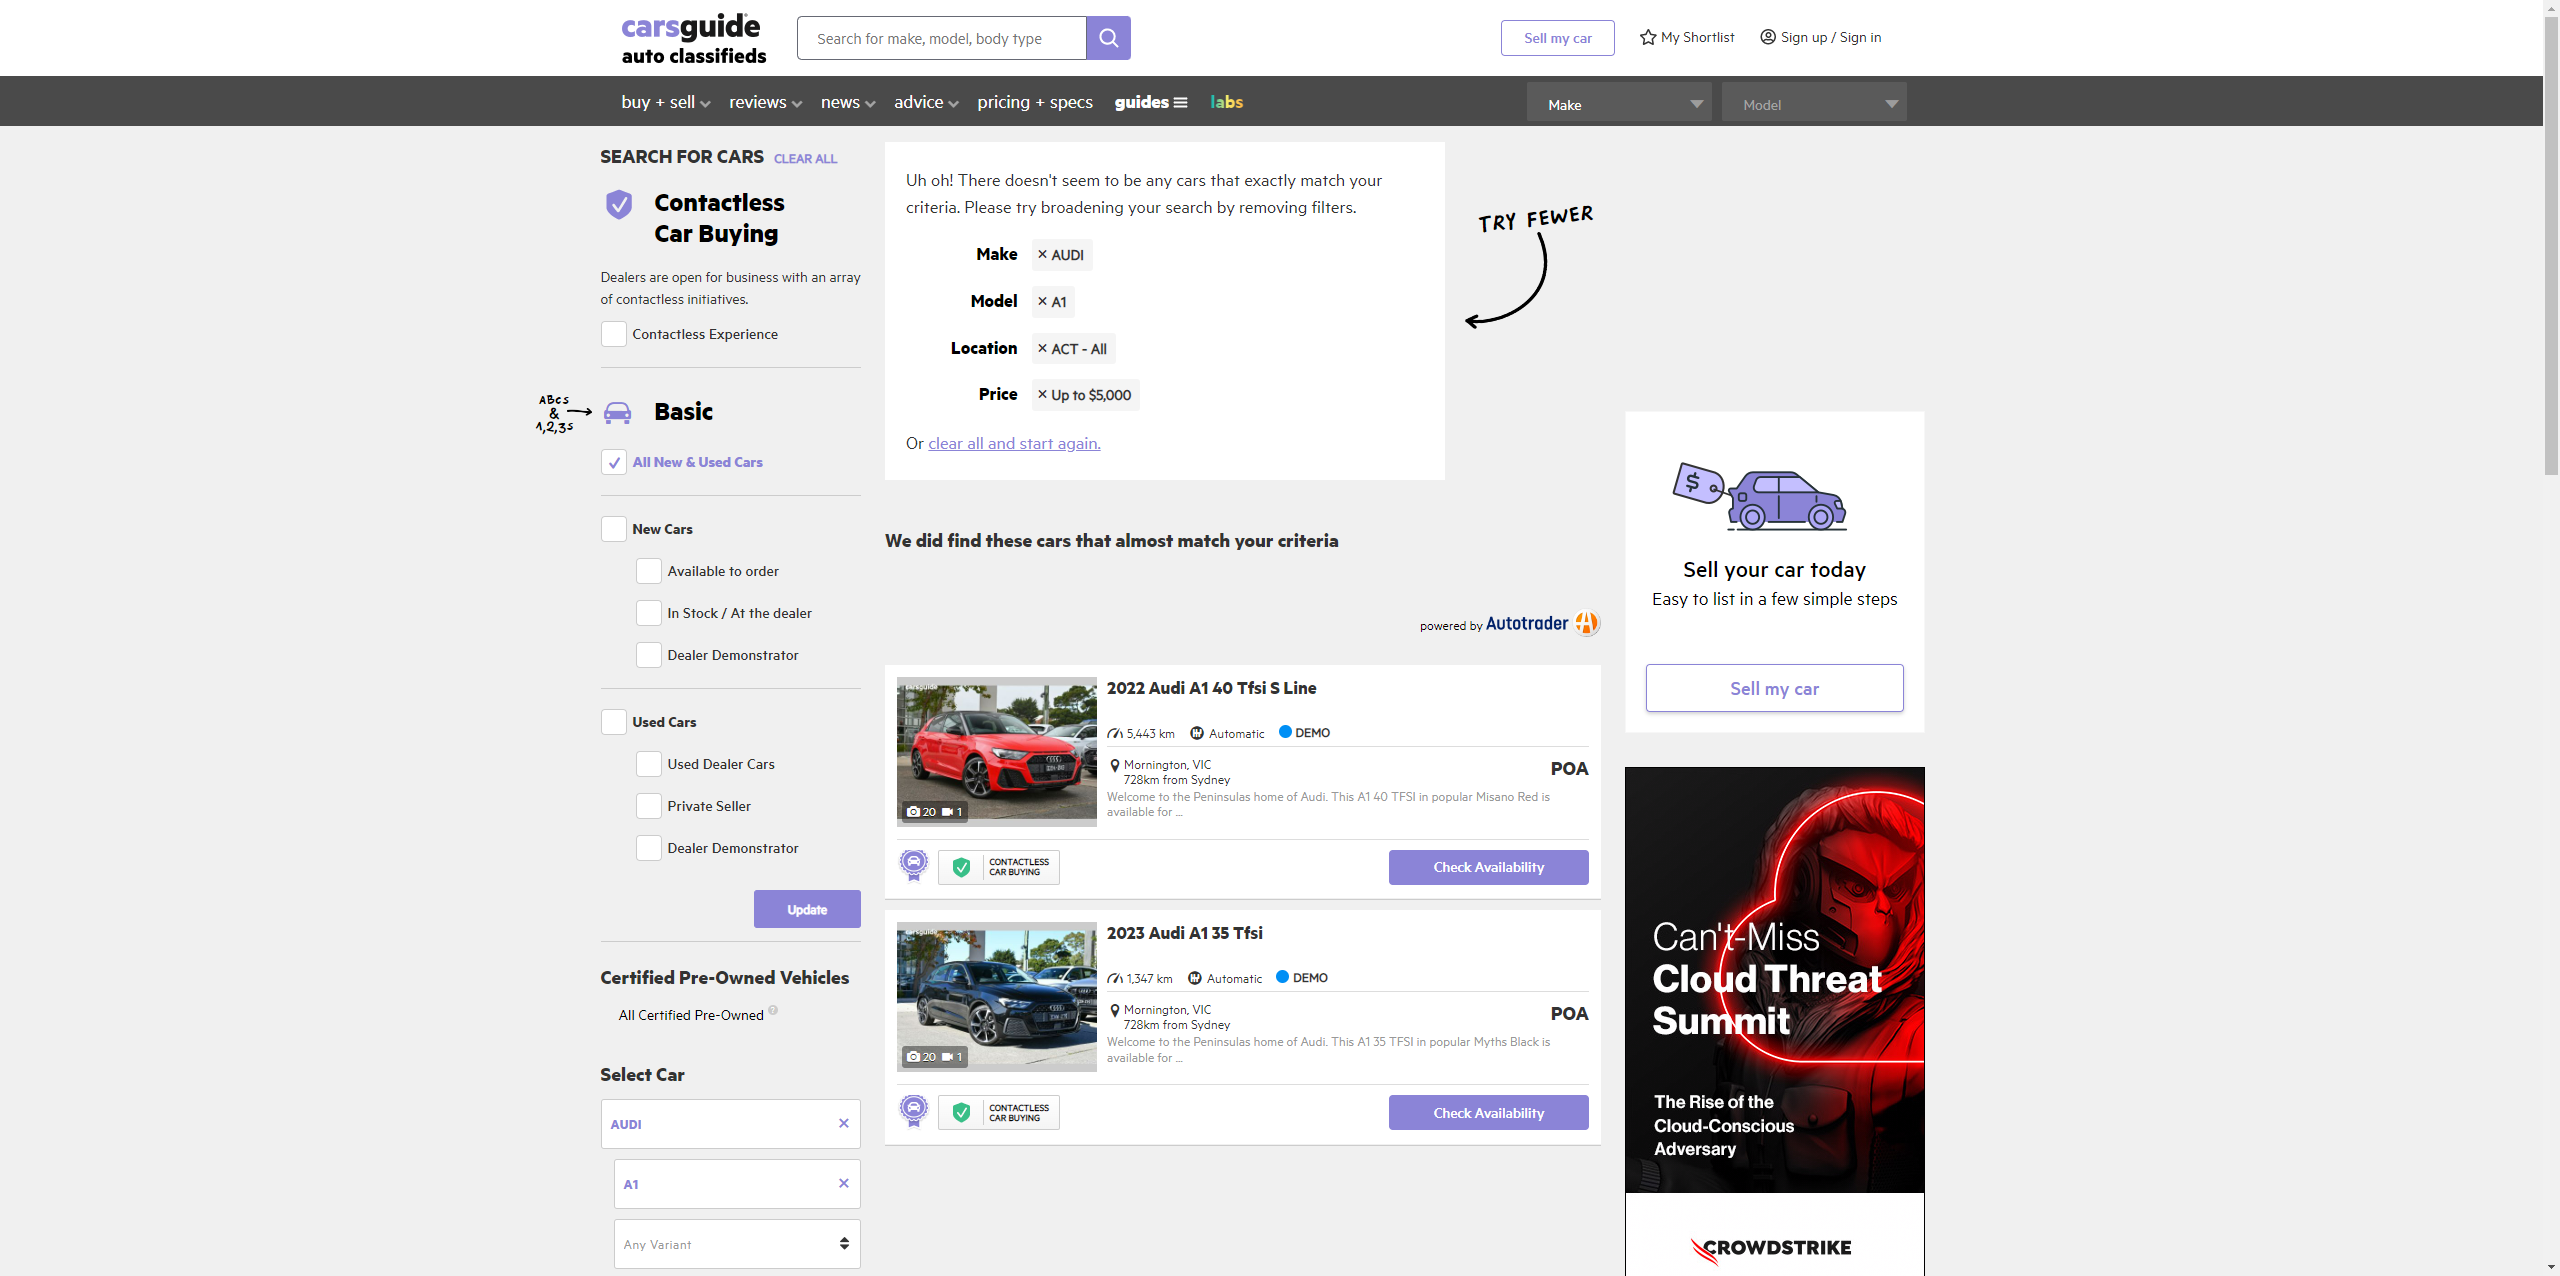 carsguide
auto classifieds
Search for make, model, body type
Sell my car
My Shortlist
Sign up / Sign in
buy + sell
reviews
news
advice
pricing + specs
guides
labs
Make
Model
SEARCH FOR CARS CLEAR ALL
Contactless
Car Buying
Dealers are open for business with an array
of contactless initiatives.
Contactless Experience
ABCs
&
1,2,3s
Basic
All New & Used Cars
New Cars
Available to order
In Stock / At the dealer
Dealer Demonstrator
Used Cars
Used Dealer Cars
Private Seller
Dealer Demonstrator
Update
Certified Pre-Owned Vehicles
All Certified Pre-Owned ?
Select Car
AUDI ×
A1 ×
Any Variant
Uh oh! There doesn't seem to be any cars that exactly match your
criteria. Please try broadening your search by removing filters.
Make × AUDI
Model × A1
Location × ACT - All
Price × Up to $5,000
Or clear all and start again.
TRY FEWER
We did find these cars that almost match your criteria
powered by Autotrader
2022 Audi A1 40 Tfsi S Line
5,443 km Automatic DEMO
Mornington, VIC
728km from Sydney
POA
Welcome to the Peninsulas home of Audi. This A1 40 TFSI in popular Misano Red is
available for ...
carsguide
20 1
CONTACTLESS
CAR BUYING
Check Availability
2023 Audi A1 35 Tfsi
1,347 km Automatic DEMO
Mornington, VIC
728km from Sydney
POA
Welcome to the Peninsulas home of Audi. This A1 35 TFSI in popular Myths Black is
available for ...
carsguide
20 1
CONTACTLESS
CAR BUYING
Check Availability
$
Sell your car today
Easy to list in a few simple steps
Sell my car
Can't-Miss
Cloud Threat
Summit
The Rise of the
Cloud-Conscious
Adversary
CROWDSTRIKE